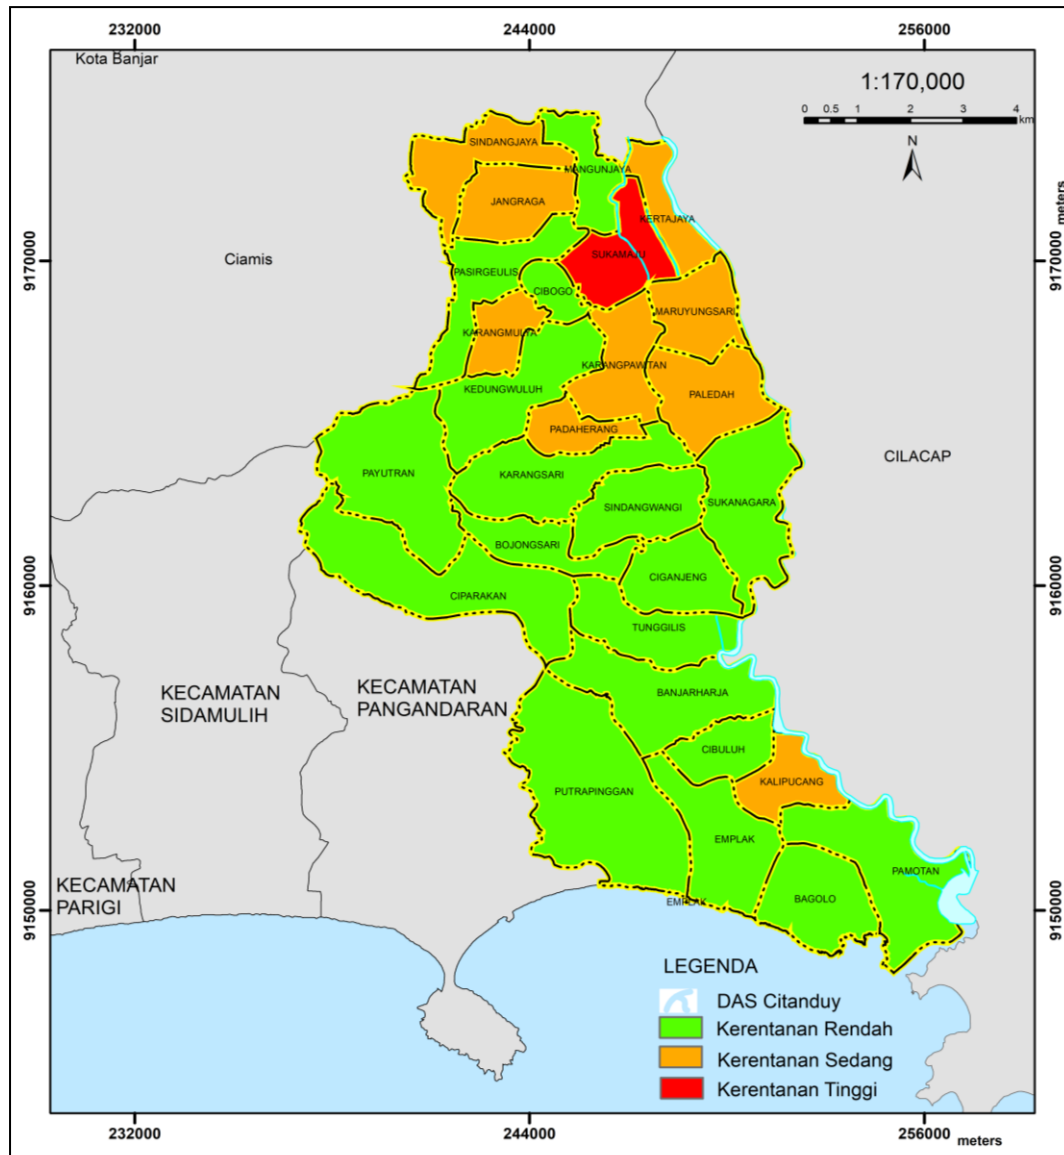 232000
244000
256000
Kota Banjar
1:170,000
0 0.5 1 2 3 4
km
N
SINDANGJAYA
MANGUNJAYA
JANGRAGA
KERTAJAYA
9170000
Ciamis
SUKAMAJU
9170000 meters
PASIRGEULIS
CIBOGO
MARUYUNGSARI
KARANGMULYA
KARANGPAWITAN
KEDUNGWULUH
PALEDAH
PADAHERANG
CILACAP
PAYUTRAN
KARANGSARI
SUKANAGARA
SINDANGWANGI
BOJONGSARI
9160000
CIGANJENG
9160000
CIPARAKAN
TUNGGILIS
KECAMATAN
SIDAMULIH
KECAMATAN
PANGANDARAN
BANJARHARJA
CIBULUH
KALIPUCANG
PUTRAPINGGAN
EMPLAK
PAMOTAN
KECAMATAN
PARIGI
BAGOLO
EMPLAK
9150000
9150000
LEGENDA
DAS Citanduy
Kerentanan Rendah
Kerentanan Sedang
Kerentanan Tinggi
232000
244000
256000 meters